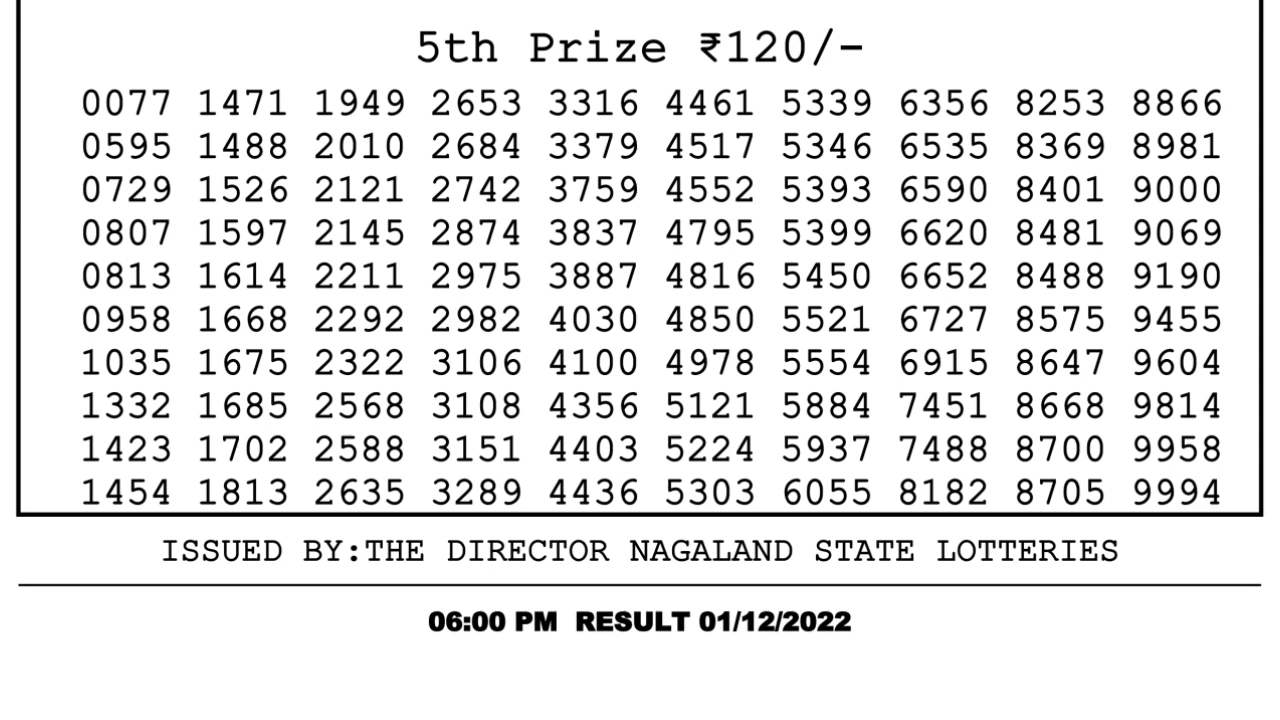 5th Prize ₹120/-
0077 1471 1949 2653 3316 4461 5339 6356 8253 8866
0595 1488 2010 2684 3379 4517 5346 6535 8369 8981
0729 1526 2121 2742 3759 4552 5393 6590 8401 9000
0807 1597 2145 2874 3837 4795 5399 6620 8481 9069
0813 1614 2211 2975 3887 4816 5450 6652 8488 9190
0958 1668 2292 2982 4030 4850 5521 6727 8575 9455
1035 1675 2322 3106 4100 4978 5554 6915 8647 9604
1332 1685 2568 3108 4356 5121 5884 7451 8668 9814
1423 1702 2588 3151 4403 5224 5937 7488 8700 9958
1454 1813 2635 3289 4436 5303 6055 8182 8705 9994
ISSUED BY:THE DIRECTOR NAGALAND STATE LOTTERIES
06:00 PM RESULT 01/12/2022